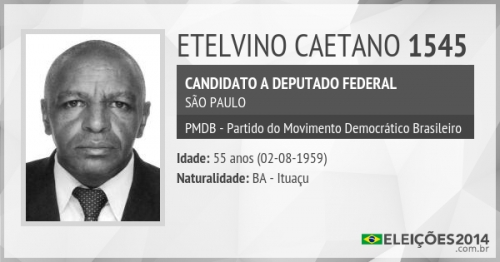 ETELVINO CAETANO 1545
CANDIDATO A DEPUTADO FEDERAL
SÃO PAULO
PMDB - Partido do Movimento Democrático Brasileiro
Idade: 55 anos (02-08-1959)
Naturalidade: BA - Ituaçu
ELEIÇÕES2014
.com.br